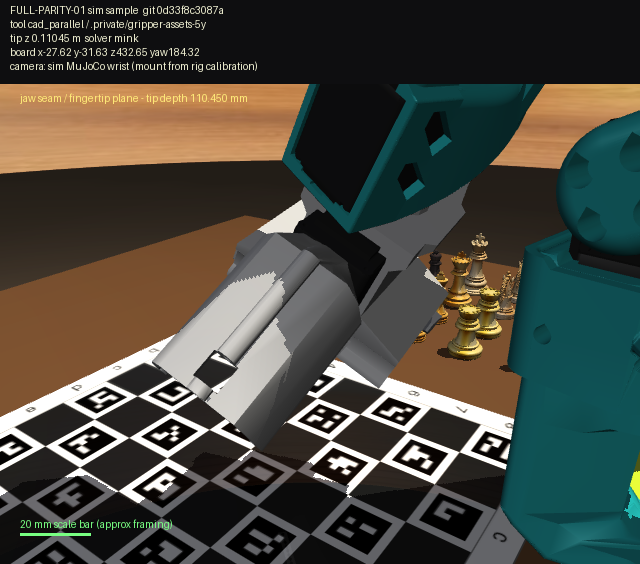 FULL-PARITY-01 sim sample git 0d33f8c3087a
tool cad_parallel / .private/gripper-assets-5y
tip z 0.11045 m solver mink
board x-27.62 y-31.63 z432.65 yaw184.32
camera: sim MuJoCo wrist (mount from rig calibration)
jaw seam / fingertip plane - tip depth 110.450 mm
20 mm scale bar (approx framing)